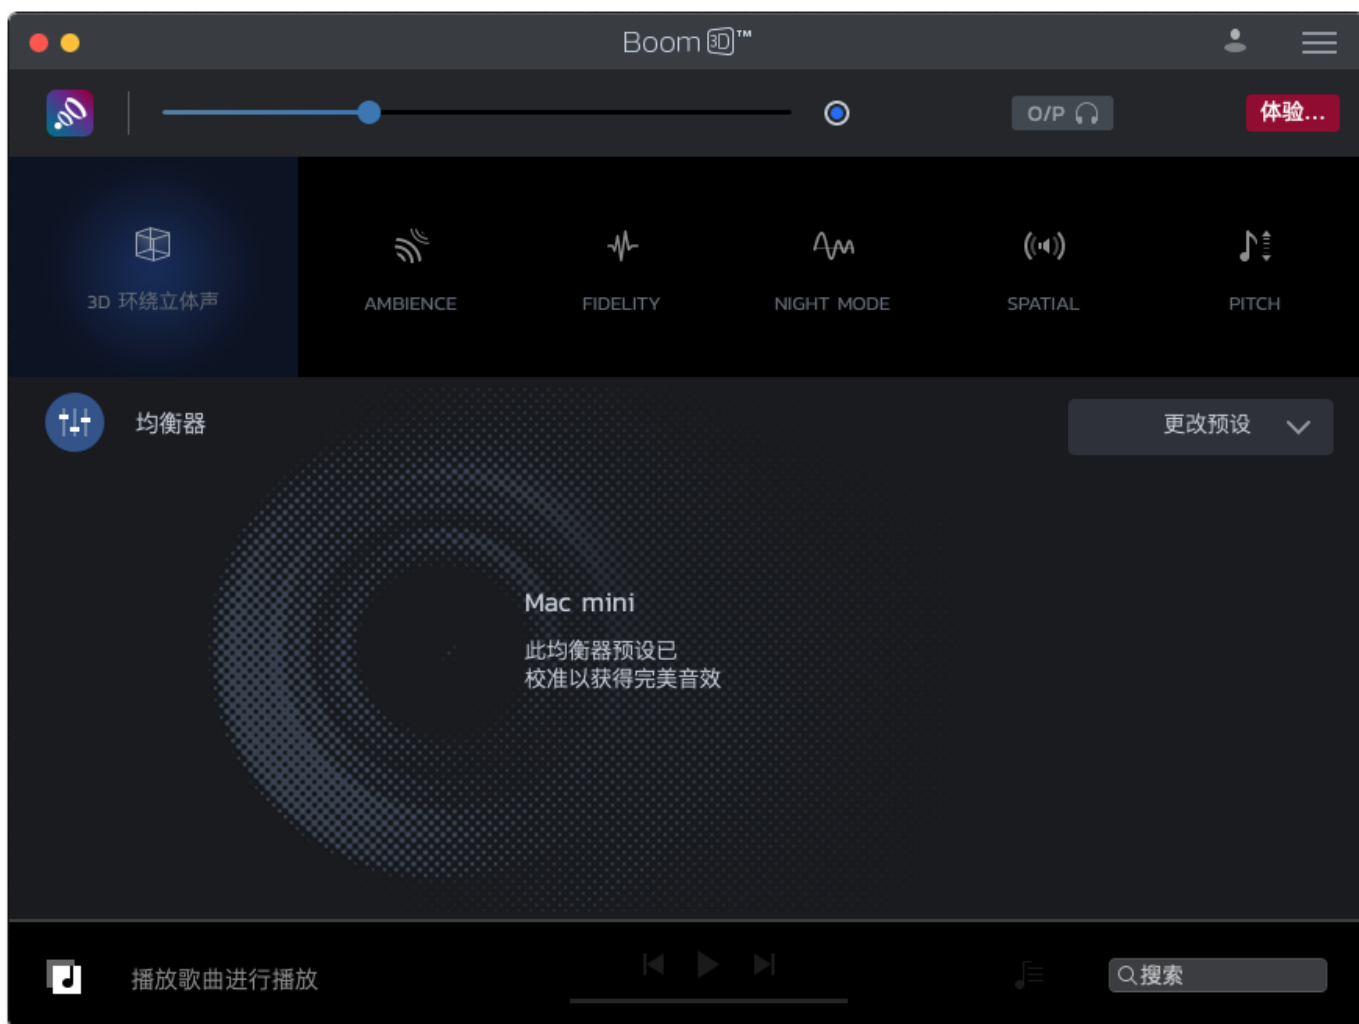 Boom 3D™
O/P
体验...
3D 环绕立体声
AMBIENCE
FIDELITY
NIGHT MODE
SPATIAL
PITCH
均衡器
更改预设
Mac mini
此均衡器预设已
校准以获得完美音效
播放歌曲进行播放
搜索